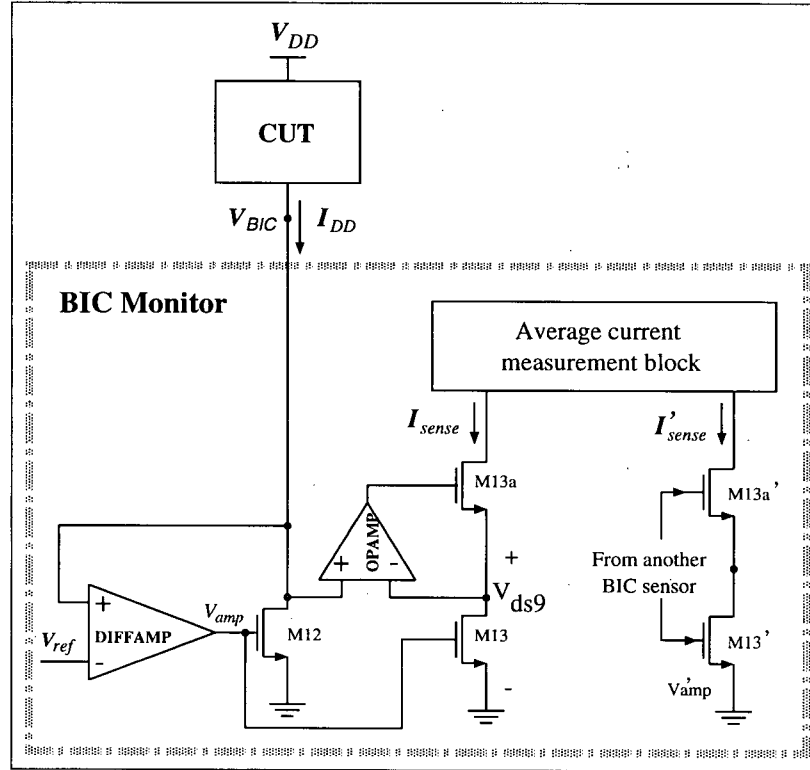 V_DD
CUT
V_BIC
I_DD
BIC Monitor
Average current
measurement block
I_sense
I'_sense
M13a
M13a'
OPAMP
+ -
+
From another
BIC sensor
V_ds9
+
DIFFAMP
-
V_ref
V_amp
M12
M13
M13'
-
V'_amp